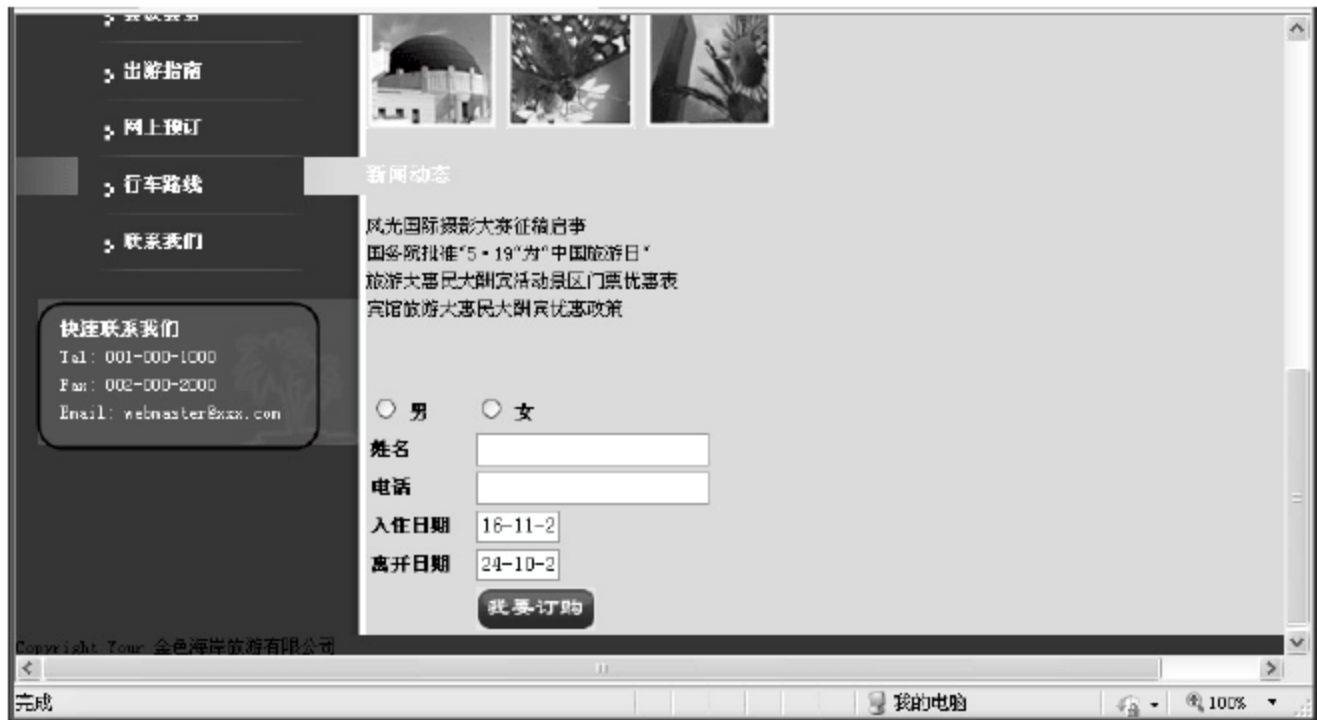 出游指南
网上预订
行车路线
联系我们
快速联系我们
Tel: 001-000-1000
Fax: 002-000-2000
Email: webmaster@xxx.com
新闻动态
风光国际摄影大赛征稿启事
国务院批准"5·19"为"中国旅游日"
旅游大惠民大酬宾活动景区门票优惠表
宾馆旅游大惠民大酬宾优惠政策
男 女
姓名
电话
入住日期 16-11-2
离开日期 24-10-2
我要订购
Copyright Tour 金色海岸旅游有限公司
完成 我的电脑 100%